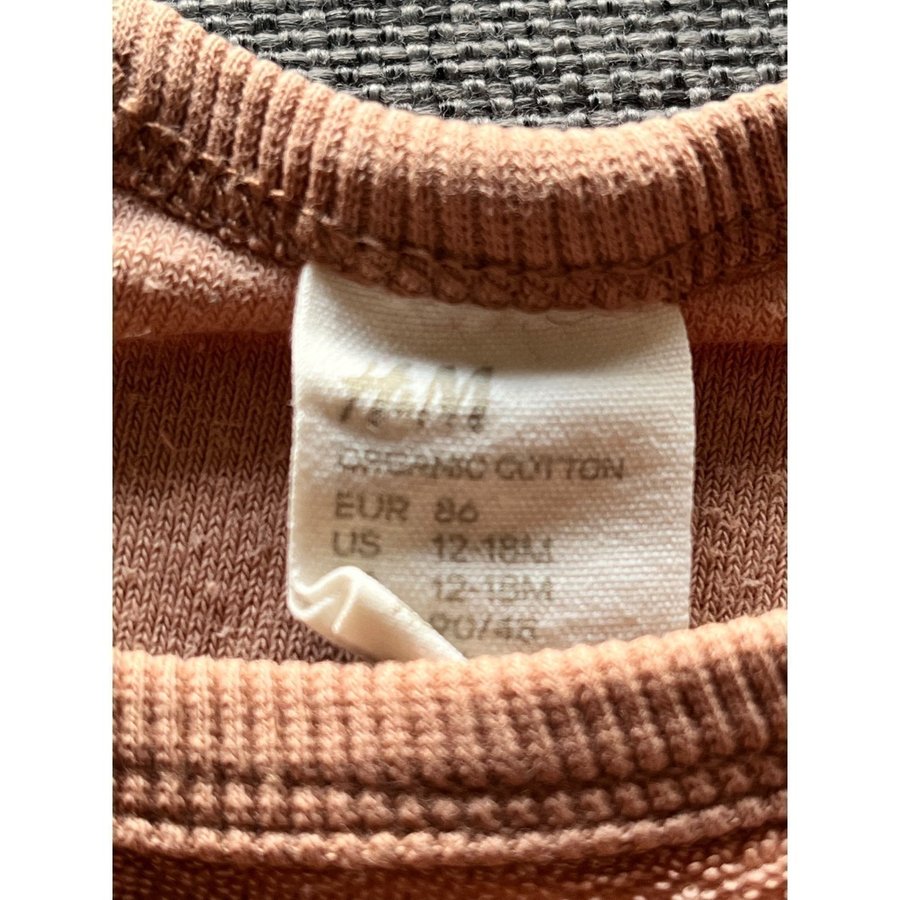 H&M
ORGANIC COTTON
EUR 86
US 12-18M
12-18M
90/48